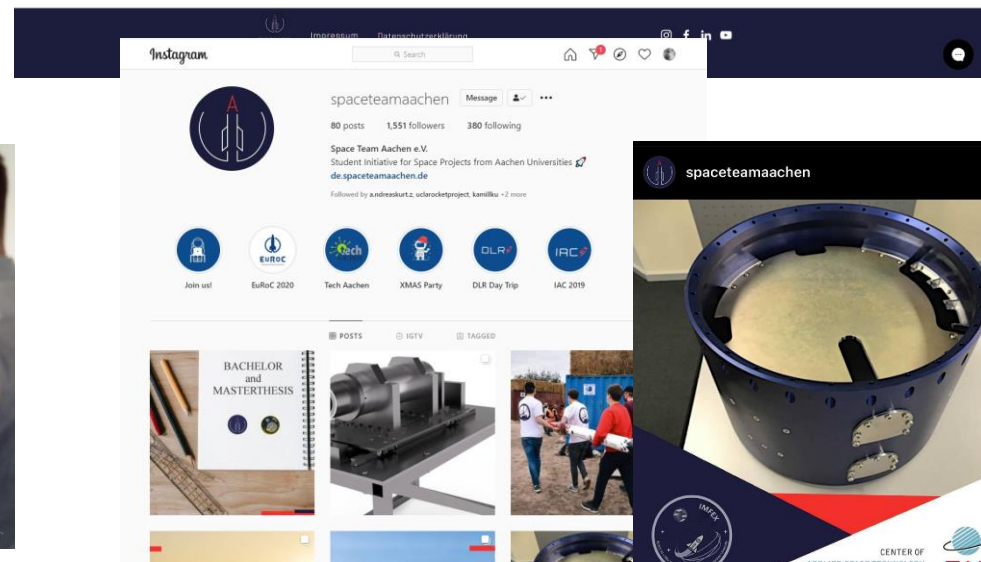 Impressum Datenschutzerklärung
Instagram
Search
1
spaceteamaachen Message
80 posts 1,551 followers 380 following
Space Team Aachen e.V.
Student Initiative for Space Projects from Aachen Universities 🚀
de.spaceteamaachen.de
Followed by a.ndreaskurt.z, uclarocketproject, kamillku +2 more
EUROC
Tech
DLR
IAC
Join us!
EuRoC 2020
Tech Aachen
XMAS Party
DLR Day Trip
IAC 2019
POSTS IGTV TAGGED
BACHELOR
and
MASTERTHESIS
spaceteamaachen
IMFEX
CENTER OF